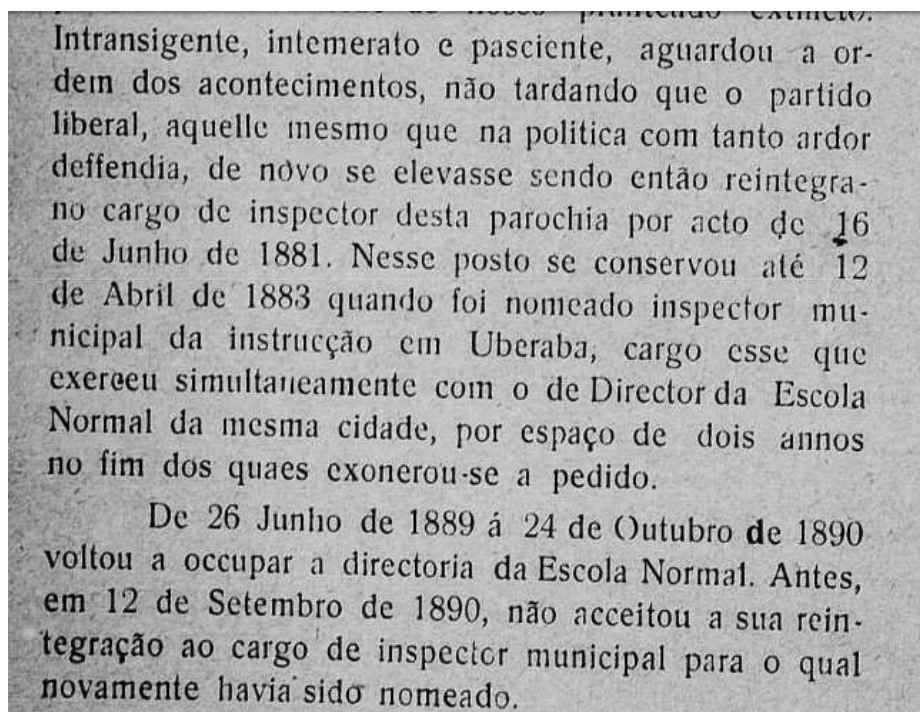 extincto.
Intransigente, intemerato e pasciente, aguardou a or-
dem dos acontecimentos, não tardando que o partido
liberal, aquelle mesmo que na politica com tanto ardor
deffendia, de novo se elevasse sendo então reintegra-
no cargo de inspector desta parochia por acto de 16
de Junho de 1881. Nesse posto se conservou até 12
de Abril de 1883 quando foi nomeado inspector mu-
nicipal da instrucção em Uberaba, cargo esse que
exerceu simultaneamente com o de Director da Escola
Normal da mesma cidade, por espaço de dois annos
no fim dos quaes exonerou-se a pedido.
De 26 Junho de 1889 á 24 de Outubro de 1890
voltou a occupar a directoria da Escola Normal. Antes,
em 12 de Setembro de 1890, não acceitou a sua rein-
tegração ao cargo de inspector municipal para o qual
novamente havia sido nomeado.